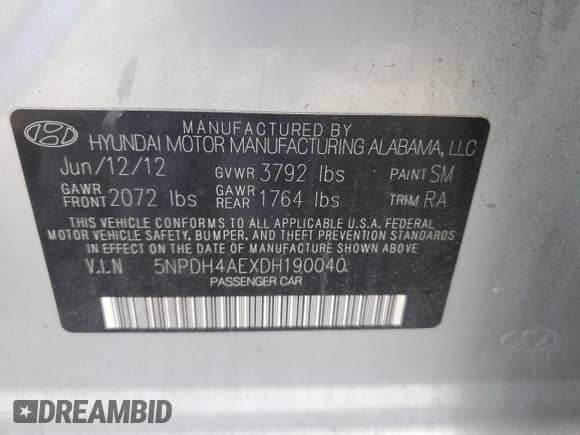 MANUFACTURED BY
HYUNDAI MOTOR MANUFACTURING ALABAMA, LLC
Jun/12/12 GVWR 3792 lbs PAINT SM
GAWR FRONT 2072 lbs GAWR REAR 1764 lbs TRIM RA
THIS VEHICLE CONFORMS TO ALL APPLICABLE U.S.A. FEDERAL
MOTOR VEHICLE SAFETY, BUMPER, AND THEFT PREVENTION STANDARDS
IN EFFECT ON THE DATE OF MANUFACTURE SHOWN ABOVE.
V.I.N 5NPDH4AEXDH190040
PASSENGER CAR
DREAMBID